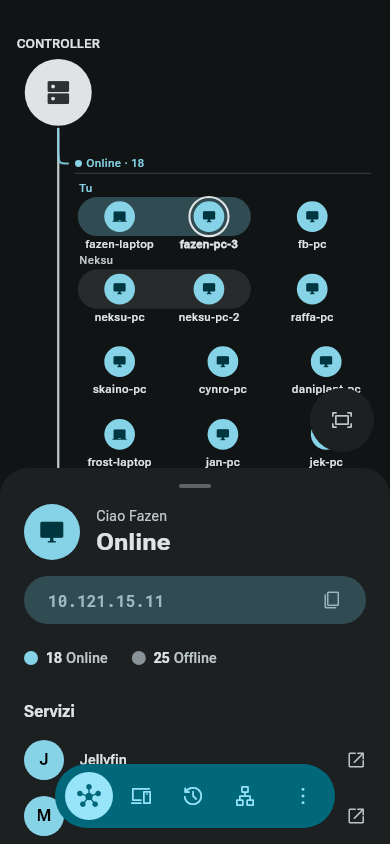 CONTROLLER
Online · 18
Tu
fazen-laptop fazen-pc-3 fb-pc
Neksu
neksu-pc neksu-pc-2 raffa-pc
skaino-pc cynro-pc daniplant-pc
frost-laptop jan-pc jek-pc
Ciao Fazen
Online
10.121.15.11
18 Online 25 Offline
Servizi
J Jellyfin
M